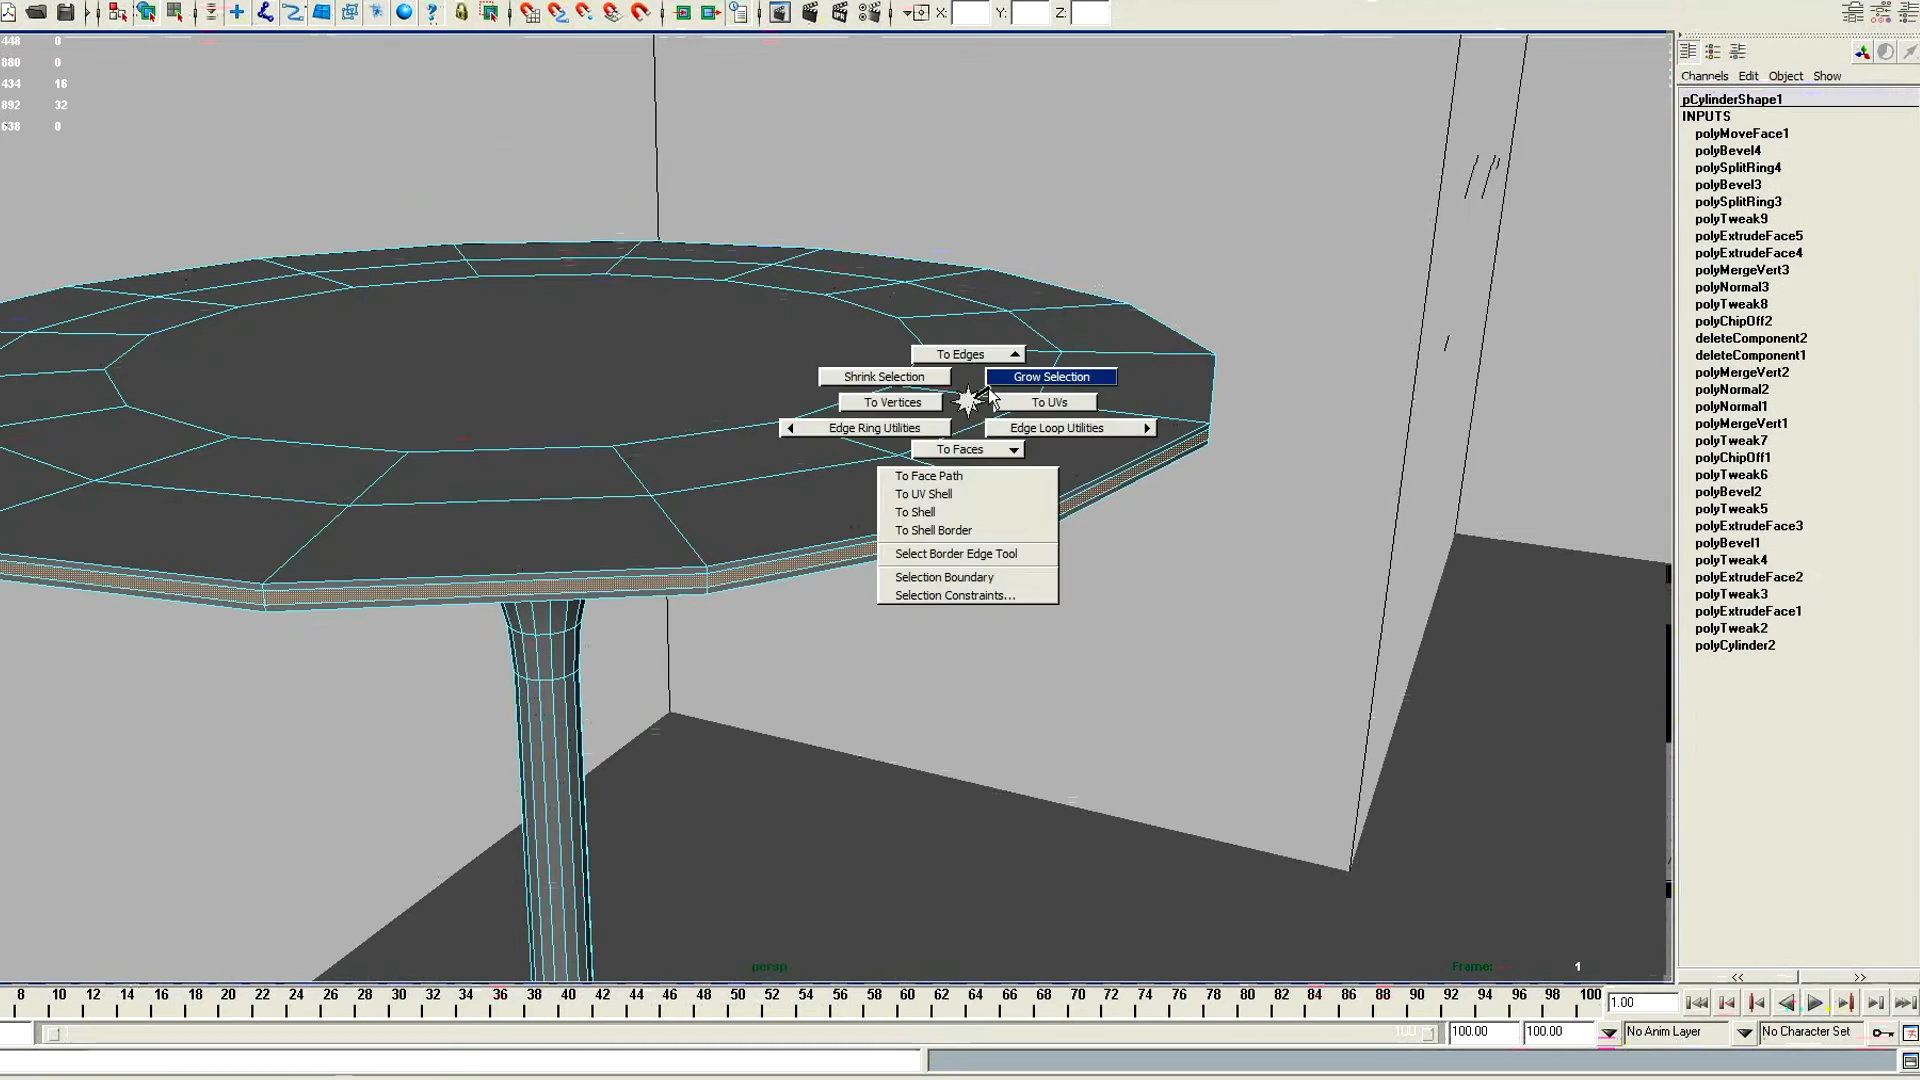 X: Y: Z:
448 0
880 0
434 16
892 32
638 0
Channels Edit Object Show
pCylinderShape1
INPUTS
polyMoveFace1
polyBevel4
polySplitRing4
polyBevel3
polySplitRing3
polyTweak9
polyExtrudeFace5
polyExtrudeFace4
polyMergeVert3
polyNormal3
polyTweak8
polyChipOff2
deleteComponent2
deleteComponent1
polyMergeVert2
polyNormal2
polyNormal1
polyMergeVert1
polyTweak7
polyChipOff1
polyTweak6
polyBevel2
polyTweak5
polyExtrudeFace3
polyBevel1
polyTweak4
polyExtrudeFace2
polyTweak3
polyExtrudeFace1
polyTweak2
polyCylinder2
To Edges
Shrink Selection Grow Selection
To Vertices To UVs
Edge Ring Utilities Edge Loop Utilities
To Faces
To Face Path
To UV Shell
To Shell
To Shell Border
Select Border Edge Tool
Selection Boundary
Selection Constraints...
persp
Frame: 1
8 10 12 14 16 18 20 22 24 26 28 30 32 34 36 38 40 42 44 46 48 50 52 54 56 58 60 62 64 66 68 70 72 74 76 78 80 82 84 86 88 90 92 94 96 98 100
1.00
100 100.00 100.00 No Anim Layer No Character Set